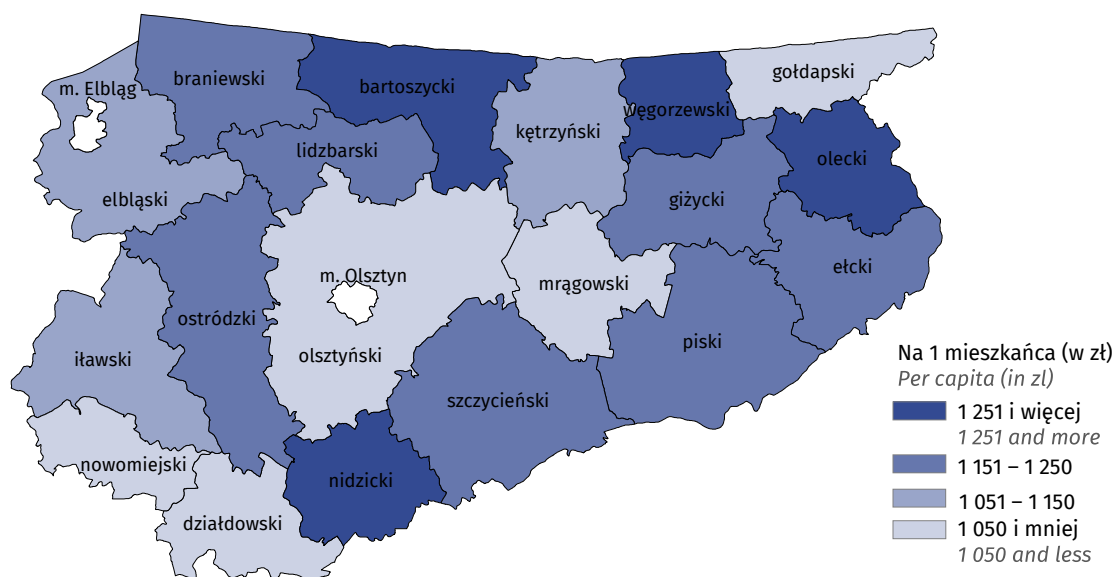 gołdapski
braniewski
bartoszycki
m. Elbląg
węgorzewski
kętrzyński
lidzbarski
olecki
elbląski
giżycki
ełcki
m. Olsztyn
mrągowski
ostródzki
piski
iławski
olsztyński
szczycieński
nowomiejski
nidzicki
działdowski
Na 1 mieszkańca (w zł)
Per capita (in zl)
1 251 i więcej
1 251 and more
1 151 – 1 250
1 051 – 1 150
1 050 i mniej
1 050 and less